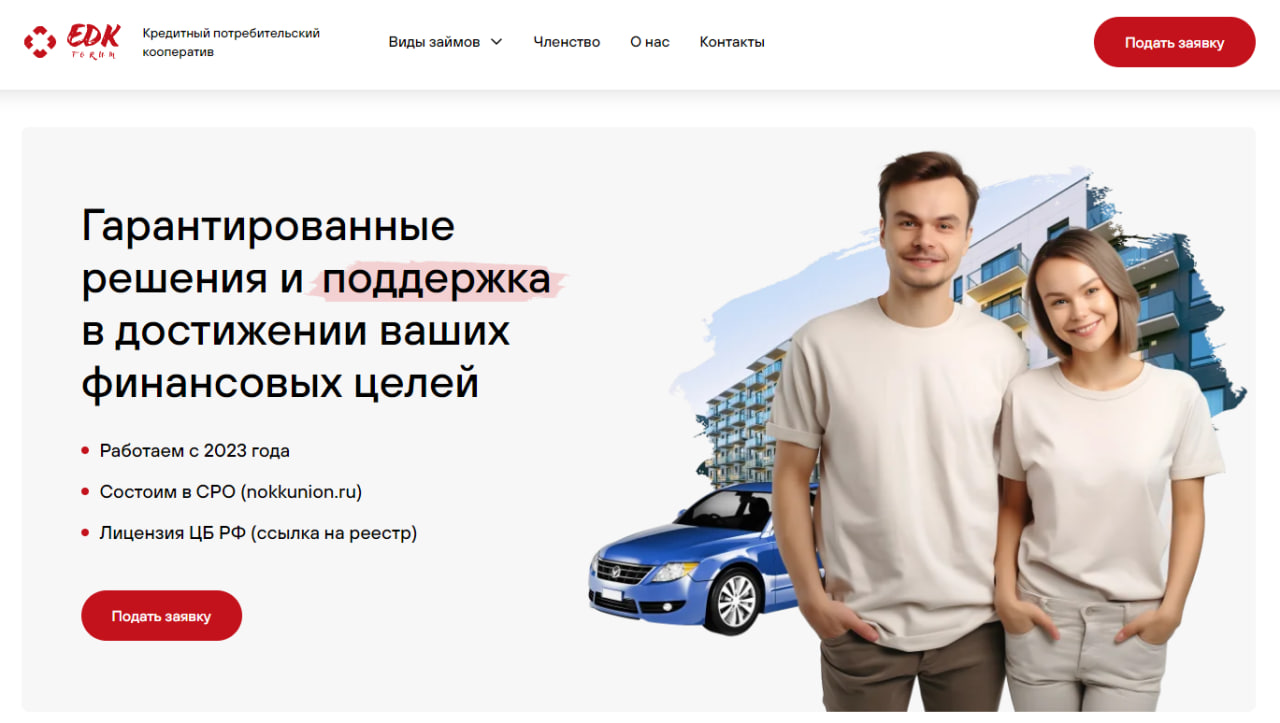 EDK
FORUM
Кредитный потребительский
кооператив
Виды займов
Членство
О нас
Контакты
Подать заявку
Гарантированные
решения и поддержка
в достижении ваших
финансовых целей
Работаем с 2023 года
Состоим в СРО (nokkunion.ru)
Лицензия ЦБ РФ (ссылка на реестр)
Подать заявку